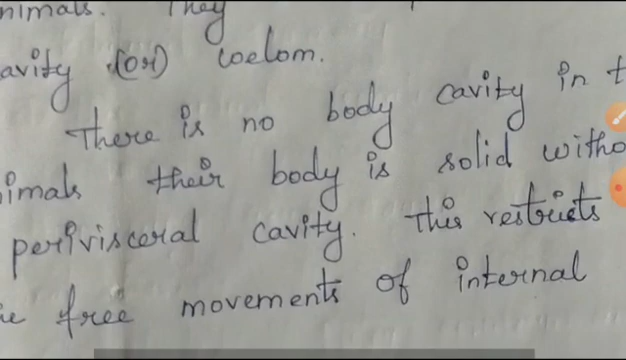 nimals. They
avity (or) coelom.
There is no body cavity in t
imals their body is solid witho
perivisceral cavity. This restricts
e free movements of internal